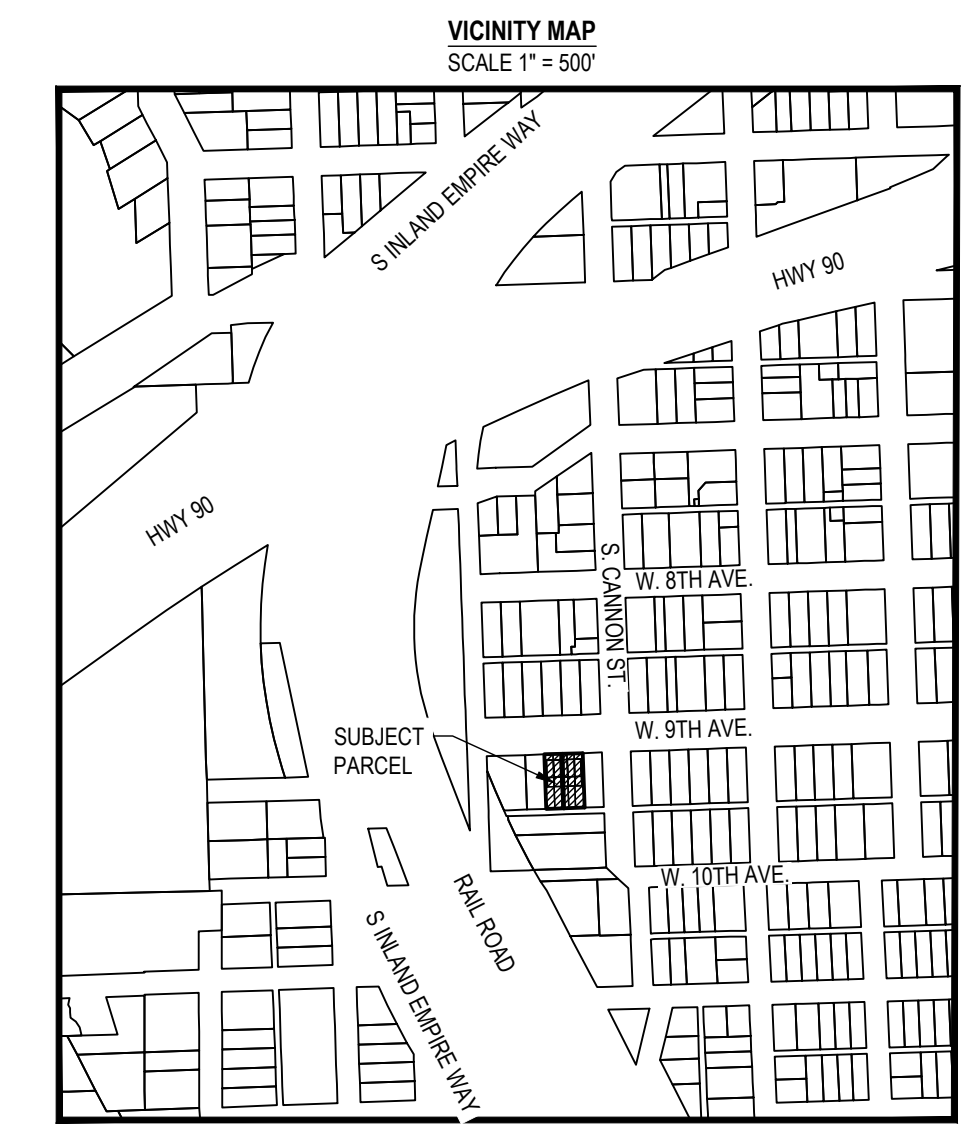 VICINITY MAP
SCALE 1" = 500'
S INLAND EMPIRE WAY
HWY 90
HWY 90
S. CANNON ST.
W. 8TH AVE.
W. 9TH AVE.
SUBJECT
PARCEL
W. 10TH AVE.
RAIL ROAD
S INLAND EMPIRE WAY